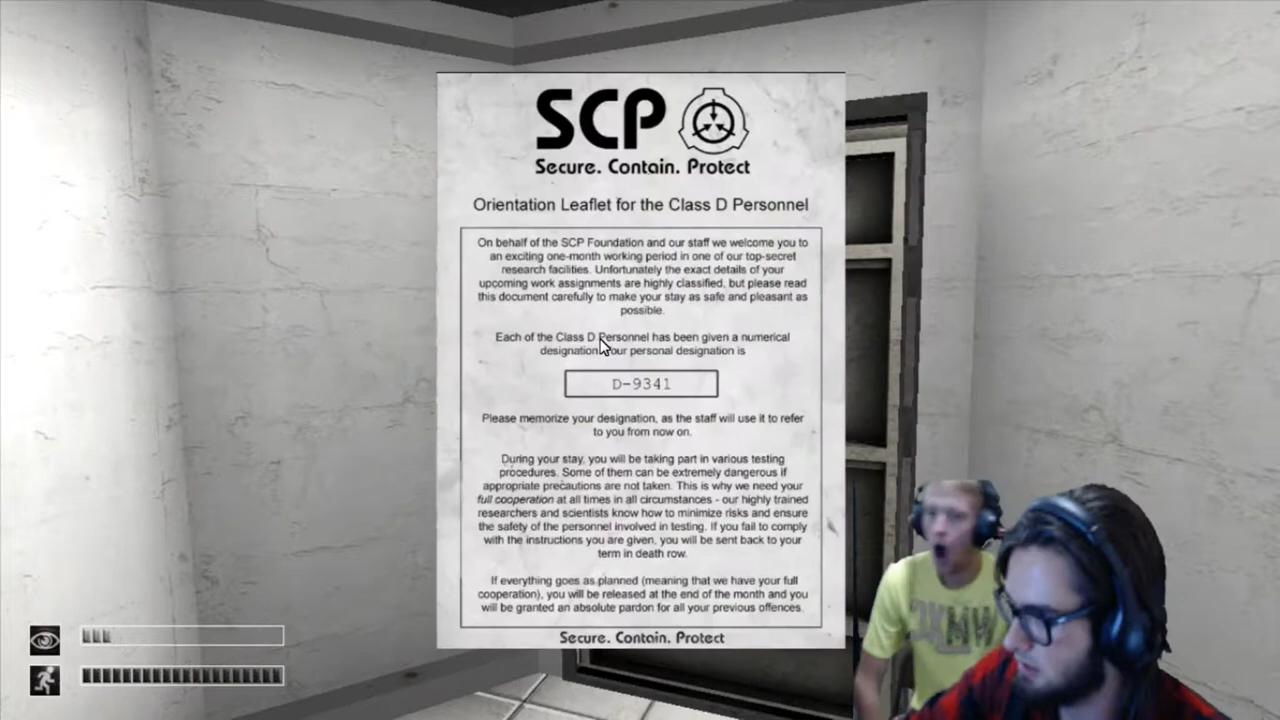 SCP
Secure. Contain. Protect
Orientation Leaflet for the Class D Personnel
On behalf of the SCP Foundation and our staff we welcome you to
an exciting one-month working period in one of our top-secret
research facilities. Unfortunately the exact details of your
upcoming work assignments are highly classified, but please read
this document carefully to make your stay as safe and pleasant as
possible.
Each of the Class D Personnel has been given a numerical
designation. Your personal designation is
D-9341
Please memorize your designation, as the staff will use it to refer
to you from now on.
During your stay, you will be taking part in various testing
procedures. Some of them can be extremely dangerous if
appropriate precautions are not taken. This is why we need your
full cooperation at all times in all circumstances - our highly trained
researchers and scientists know how to minimize risks and ensure
the safety of the personnel involved in testing. If you fail to comply
with the instructions you are given, you will be sent back to your
term in death row.
If everything goes as planned (meaning that we have your full
cooperation), you will be released at the end of the month and you
will be granted an absolute pardon for all your previous offences.
Secure. Contain. Protect